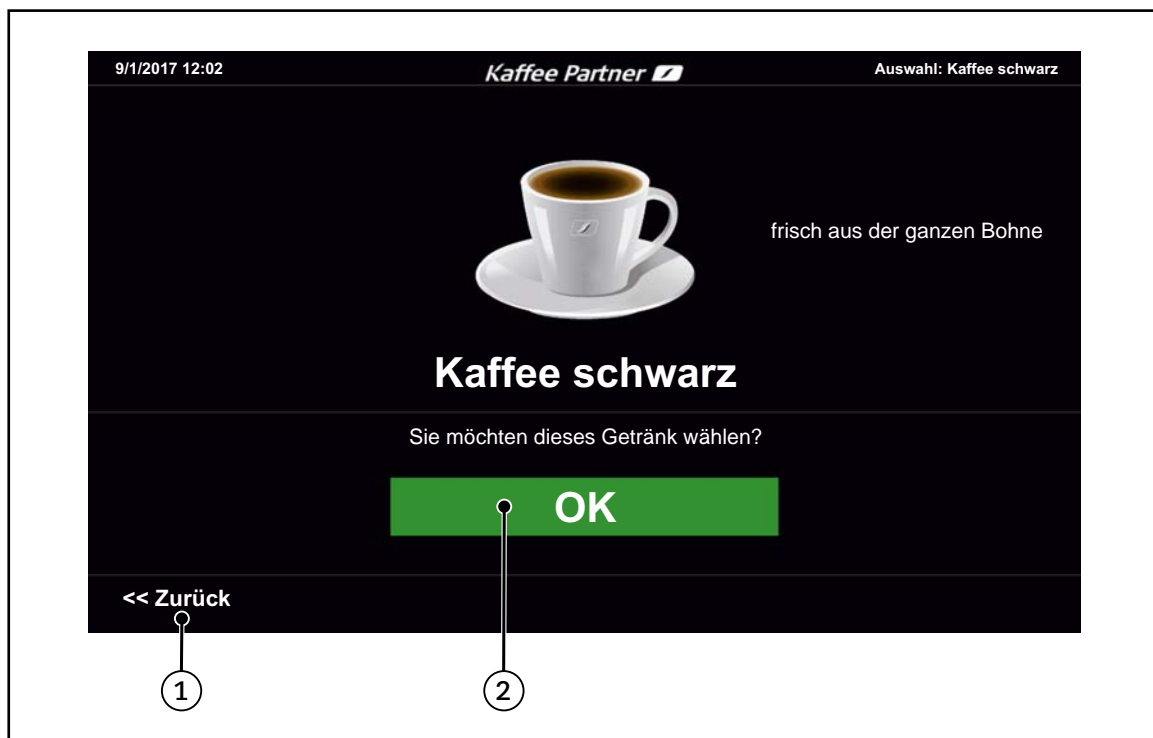 9/1/2017 12:02
Kaffee Partner
Auswahl: Kaffee schwarz
frisch aus der ganzen Bohne
Kaffee schwarz
Sie möchten dieses Getränk wählen?
OK
<< Zurück
1
2